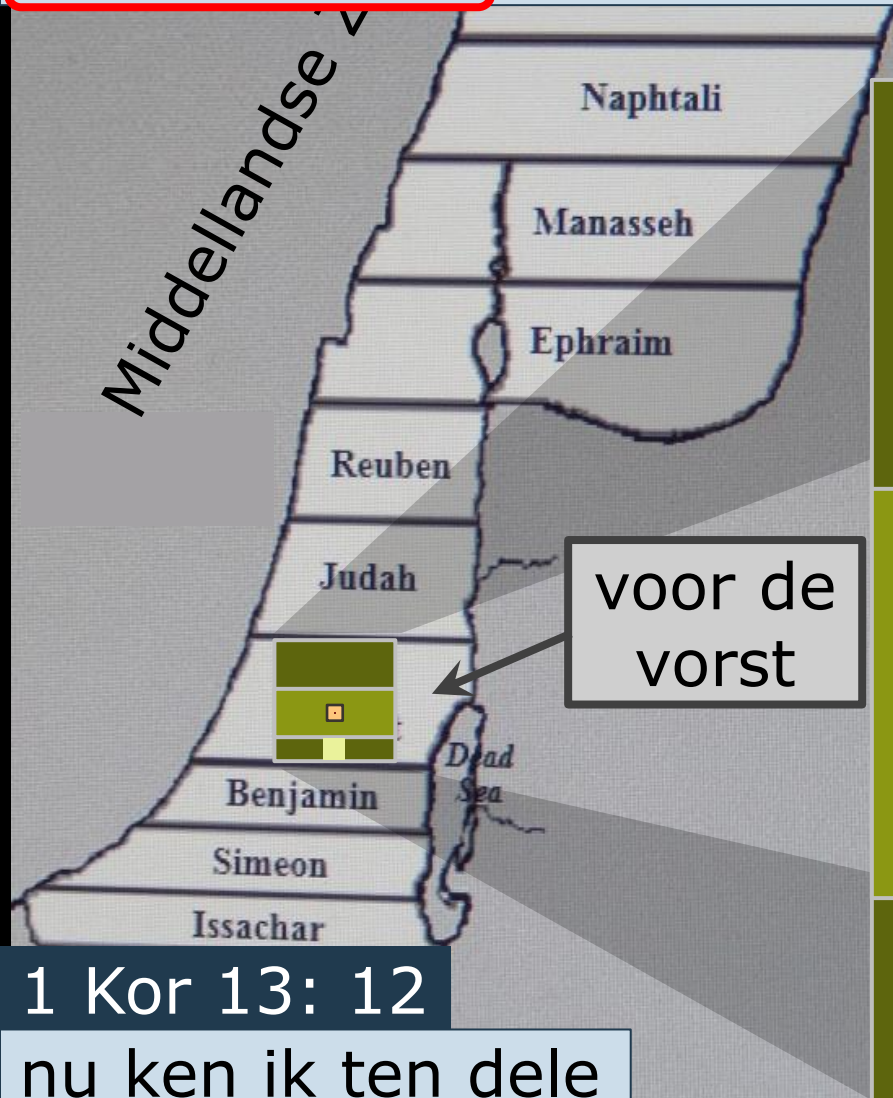 Middellandse
Naphtali
Manasseh
Ephraim
Reuben
Judah
voor de
vorst
Dead
Sea
Benjamin
Simeon
Issachar
1 Kor 13: 12
nu ken ik ten dele